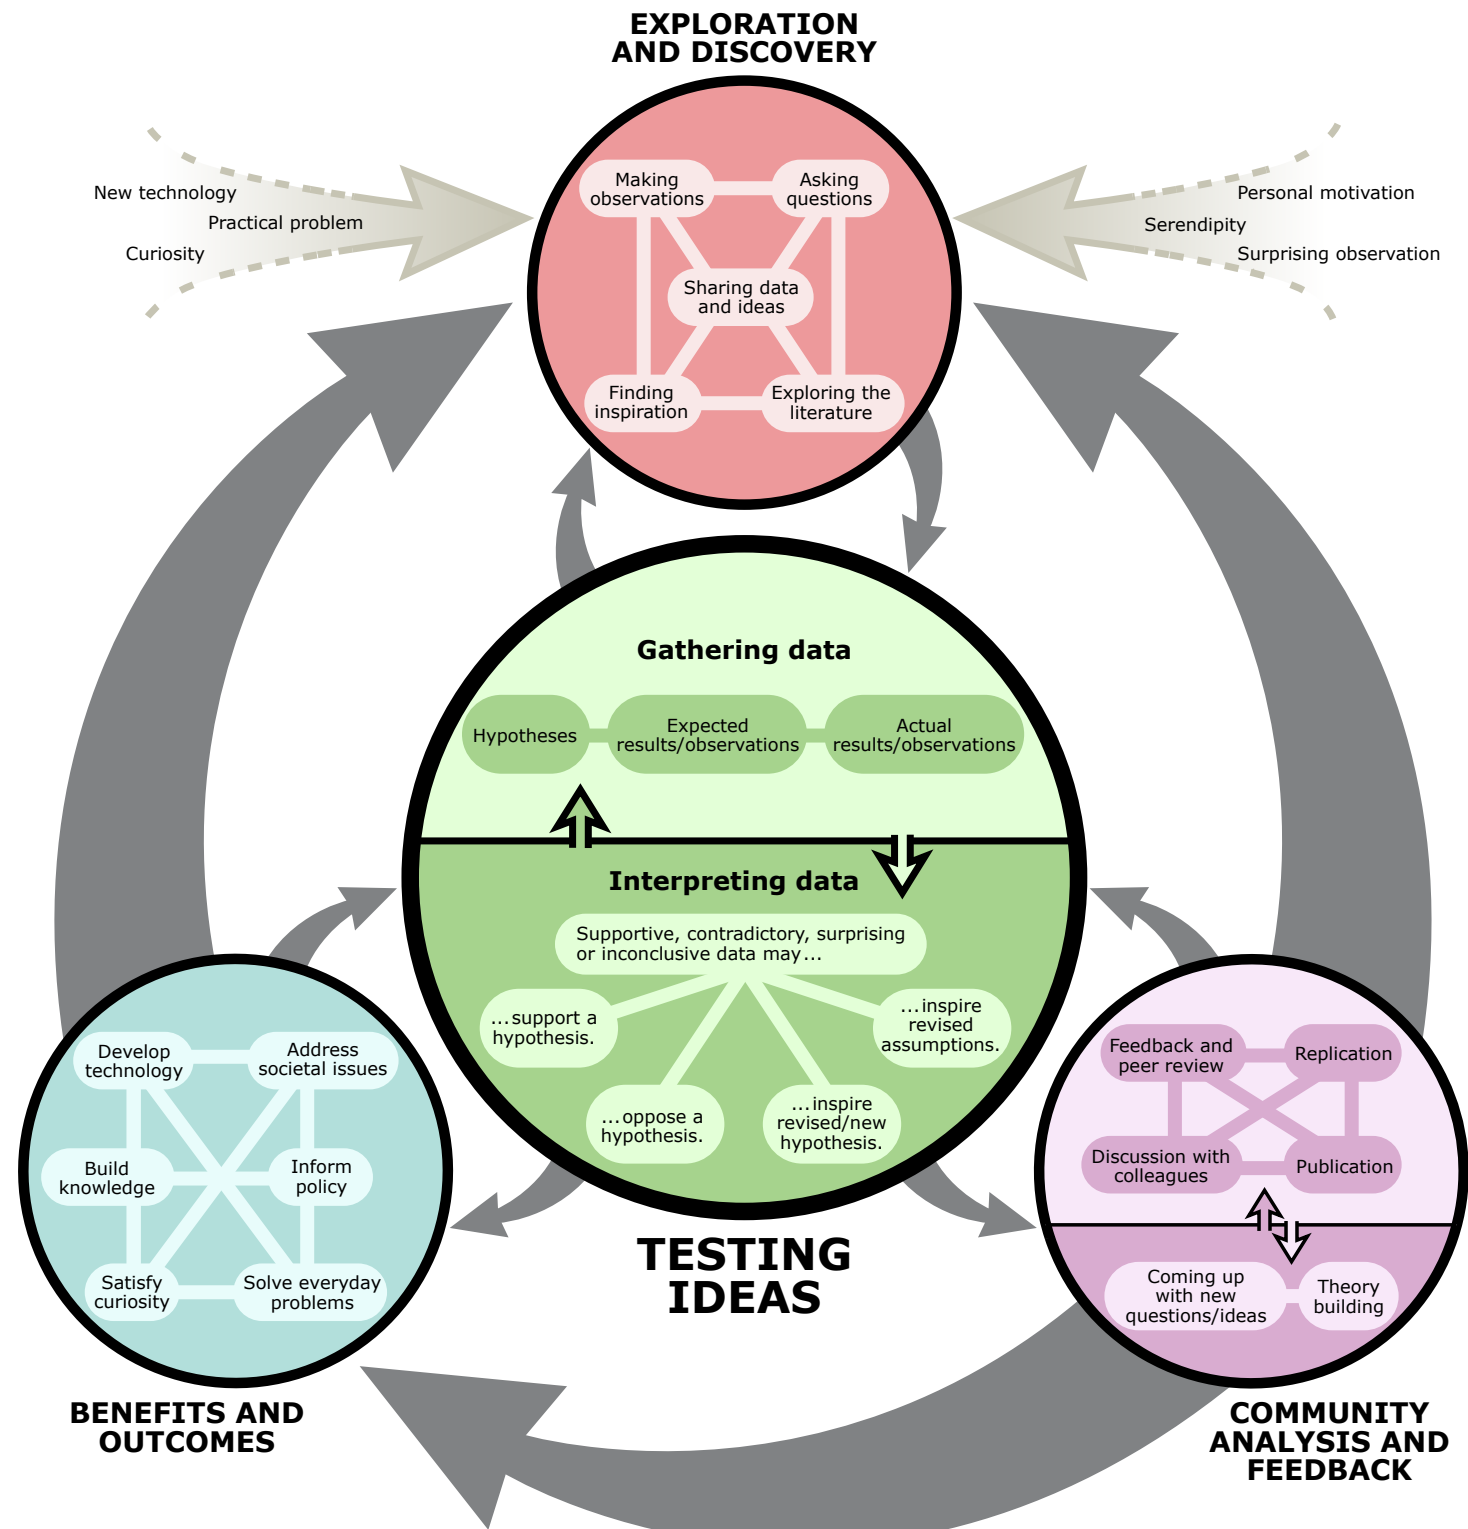 EXPLORATION
AND DISCOVERY
New technology
Practical problem
Curiosity
Personal motivation
Serendipity
Surprising observation
Making
observations
Asking
questions
Sharing data
and ideas
Finding
inspiration
Exploring the
literature
Gathering data
Hypotheses
Expected
results/observations
Actual
results/observations
Interpreting data
Supportive, contradictory, surprising
or inconclusive data may...
...support a
hypothesis.
...oppose a
hypothesis.
...inspire
revised/new
hypothesis.
...inspire
revised
assumptions.
TESTING
IDEAS
Develop
technology
Address
societal issues
Build
knowledge
Inform
policy
Satisfy
curiosity
Solve everyday
problems
BENEFITS AND
OUTCOMES
Feedback and
peer review
Replication
Discussion with
colleagues
Publication
Coming up
with new
questions/ideas
Theory
building
COMMUNITY
ANALYSIS AND
FEEDBACK